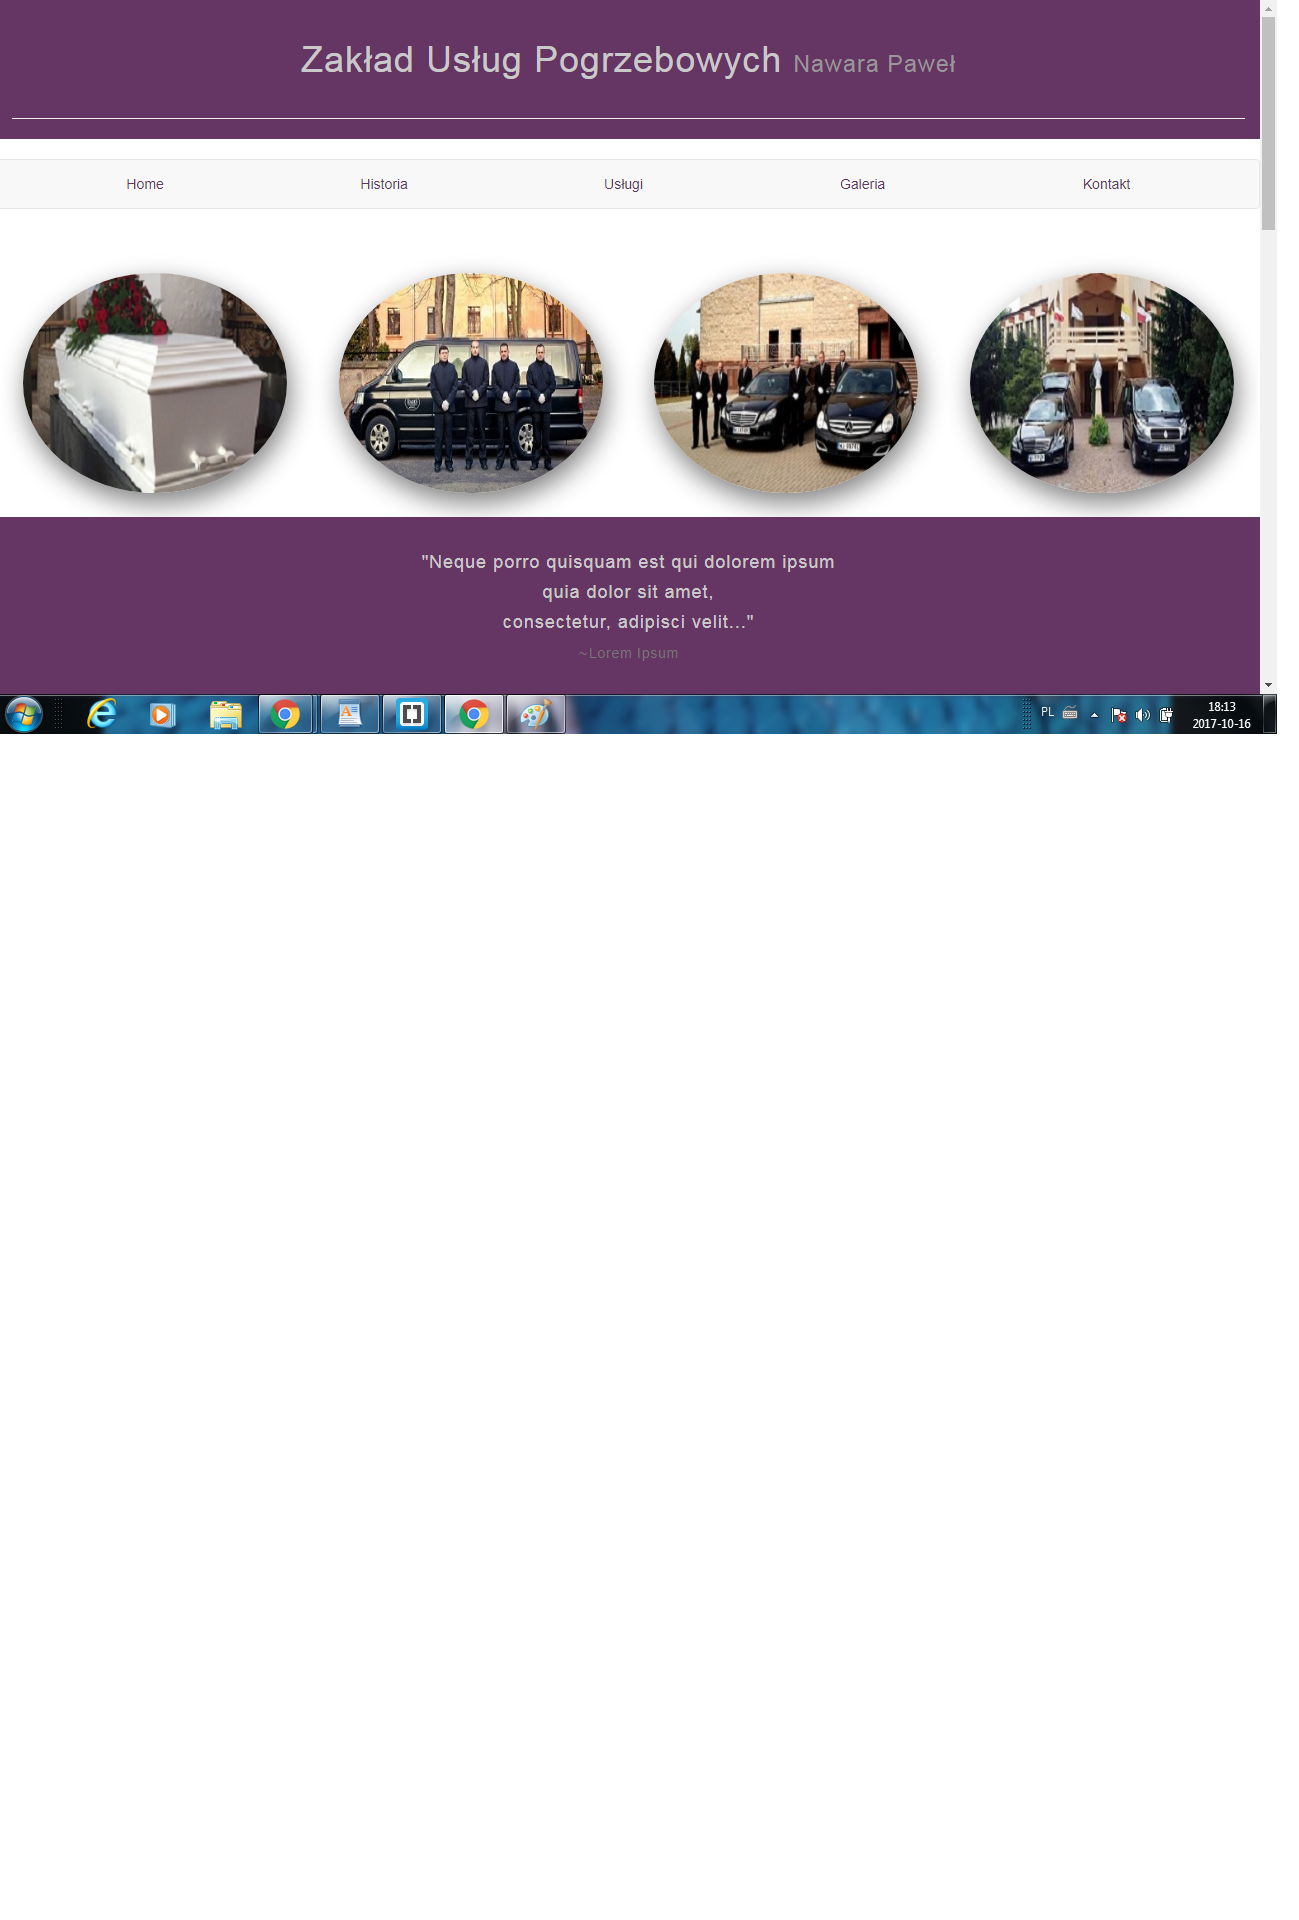 Zakład Usług Pogrzebowych Nawara Paweł
Home Historia Usługi Galeria Kontakt
"Neque porro quisquam est qui dolorem ipsum
quia dolor sit amet,
consectetur, adipisci velit..."
~Lorem Ipsum
PL
18:13
2017-10-16